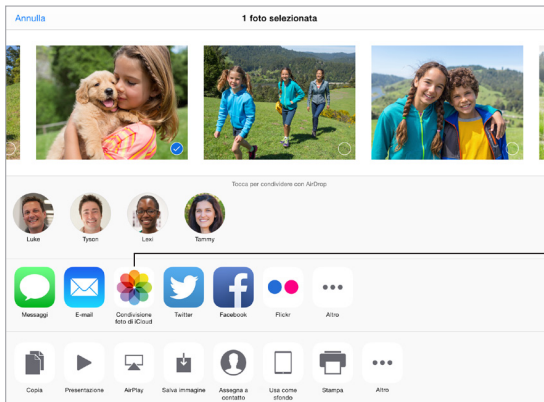 Annulla
1 foto selezionata
Tocca per condividere con AirDrop
Luke
Tyson
Lexi
Tammy
Messaggi
E-mail
Condivisione
foto di iCloud
Twitter
Facebook
Flickr
Altro
Copia
Presentazione
AirPlay
Salva immagine
Assegna a
contatto
Usa come
sfondo
Stampa
Altro